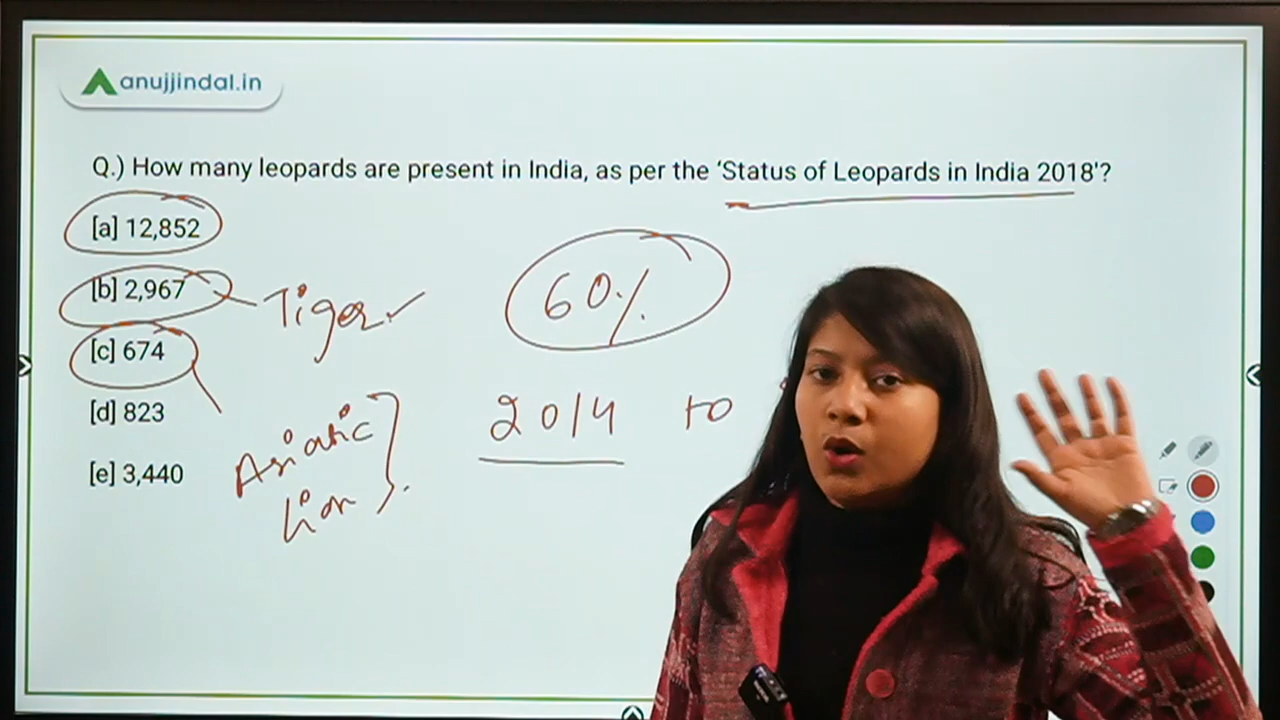 anujjindal.in
Q.) How many leopards are present in India, as per the ‘Status of Leopards in India 2018'?
[a] 12,852
[b] 2,967
Tiger
60%
[c] 674
[d] 823
2014 to
Asiatic
Lion
[e] 3,440